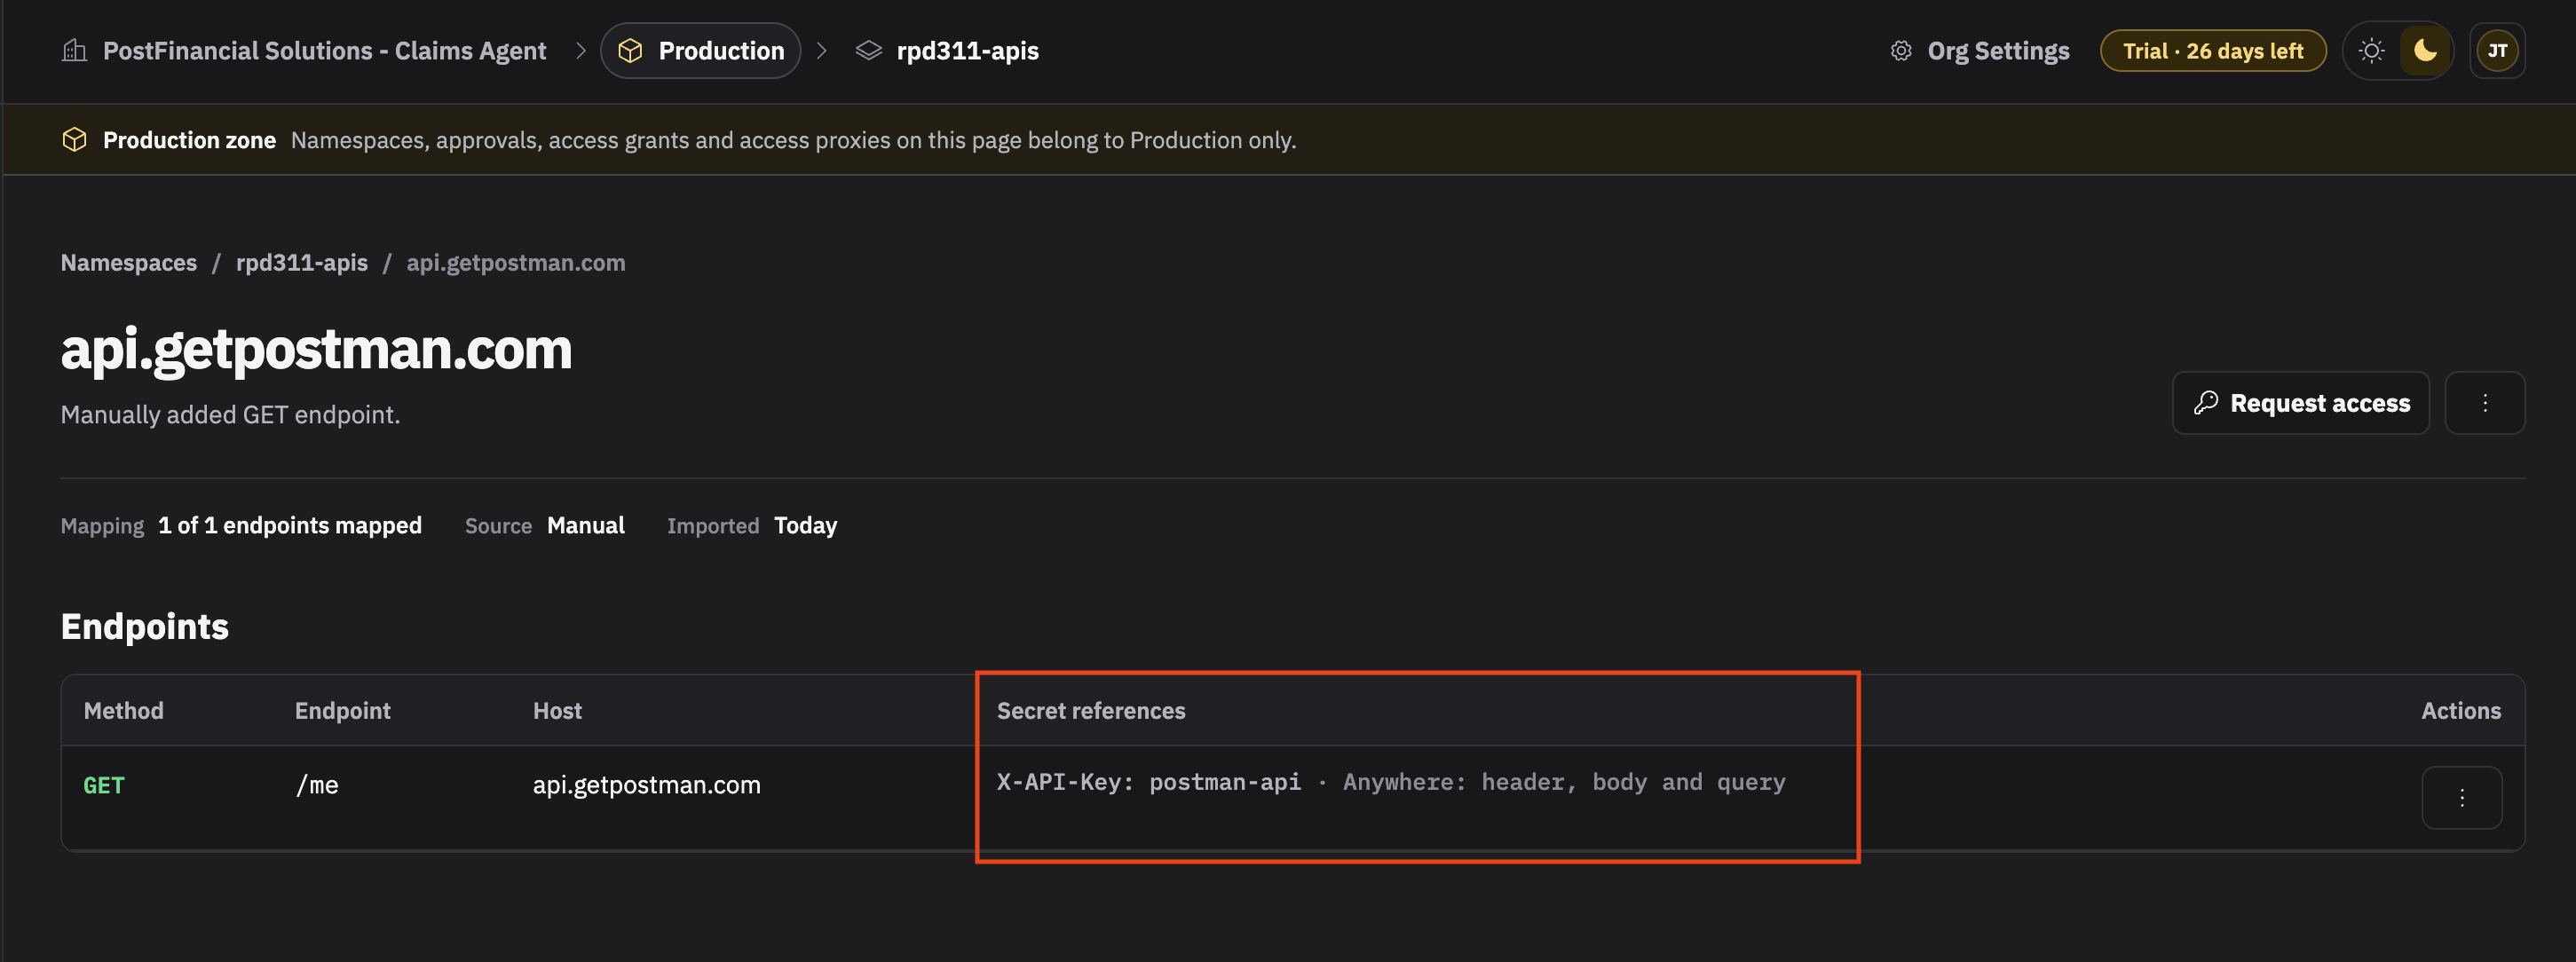 PostFinancial Solutions - Claims Agent > Production > rpd311-apis Org Settings Trial · 26 days left JT
Production zone Namespaces, approvals, access grants and access proxies on this page belong to Production only.
Namespaces / rpd311-apis / api.getpostman.com
api.getpostman.com
Manually added GET endpoint.
Request access
Mapping 1 of 1 endpoints mapped Source Manual Imported Today
Endpoints
Method Endpoint Host Secret references Actions
GET /me api.getpostman.com X-API-Key: postman-api · Anywhere: header, body and query